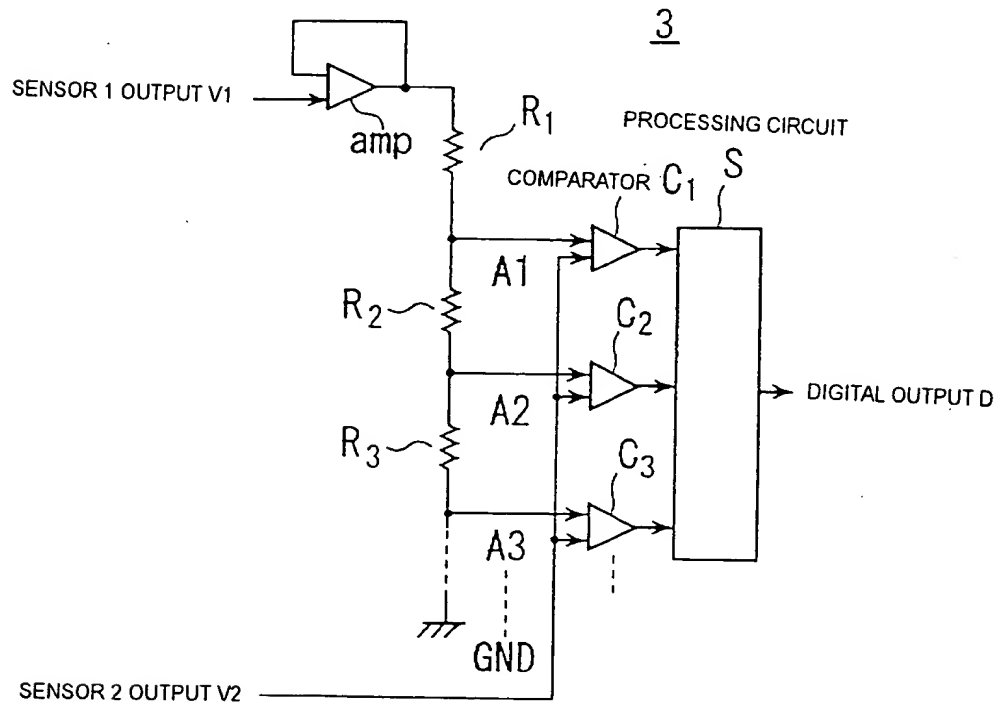 3
SENSOR 1 OUTPUT V1
amp
R1
PROCESSING CIRCUIT
S
COMPARATOR C1
A1
R2
C2
A2
DIGITAL OUTPUT D
R3
C3
A3
GND
SENSOR 2 OUTPUT V2